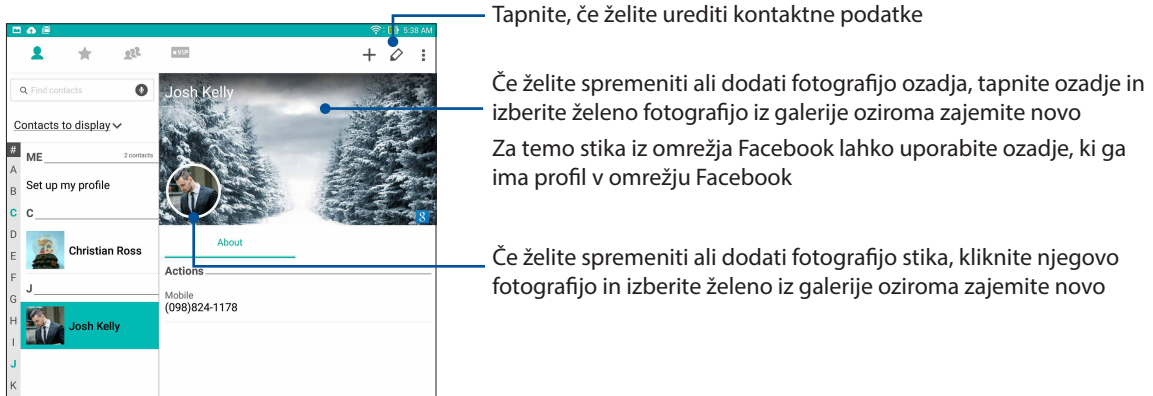 Tapnite, če želite urediti kontaktne podatke
5:38 AM
VIP
Find contacts
Josh Kelly
Če želite spremeniti ali dodati fotografijo ozadja, tapnite ozadje in
izberite želeno fotografijo iz galerije oziroma zajemite novo
Contacts to display
Za temo stika iz omrežja Facebook lahko uporabite ozadje, ki ga
ima profil v omrežju Facebook
#
ME
2 contacts
A
B
Set up my profile
C
C
8
D
About
E
Christian Ross
Če želite spremeniti ali dodati fotografijo stika, kliknite njegovo
fotografijo in izberite želeno iz galerije oziroma zajemite novo
Actions
F
J
G
Mobile
(098)824-1178
H
Josh Kelly
I
J
K